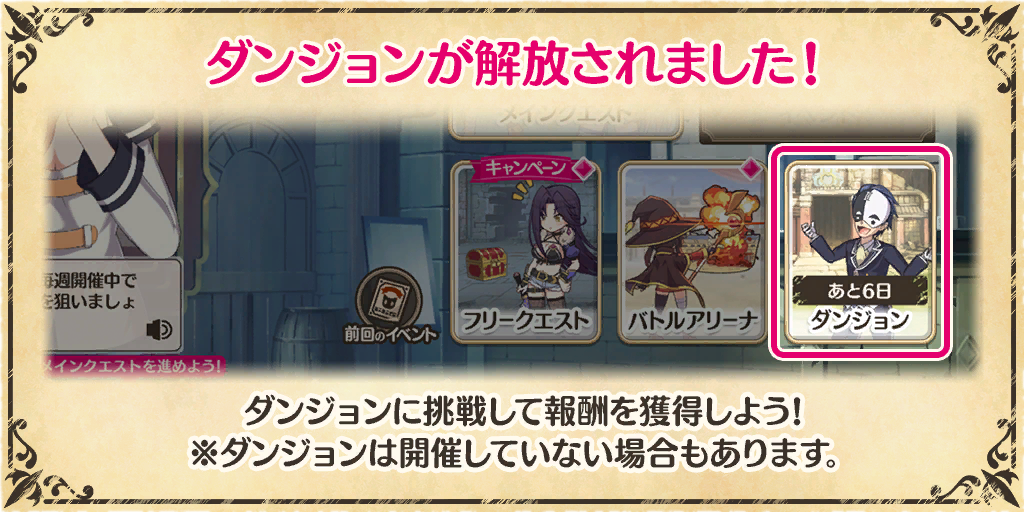 ダンジョンが解放されました!
メインクエスト
キャンペーン
毎週開催中で
を狙いましょ
前回のイベント
フリークエスト
バトルアリーナ
あと6日
ダンジョン
メインクエストを進めよう!
ダンジョンに挑戦して報酬を獲得しよう!
※ダンジョンは開催していない場合もあります。